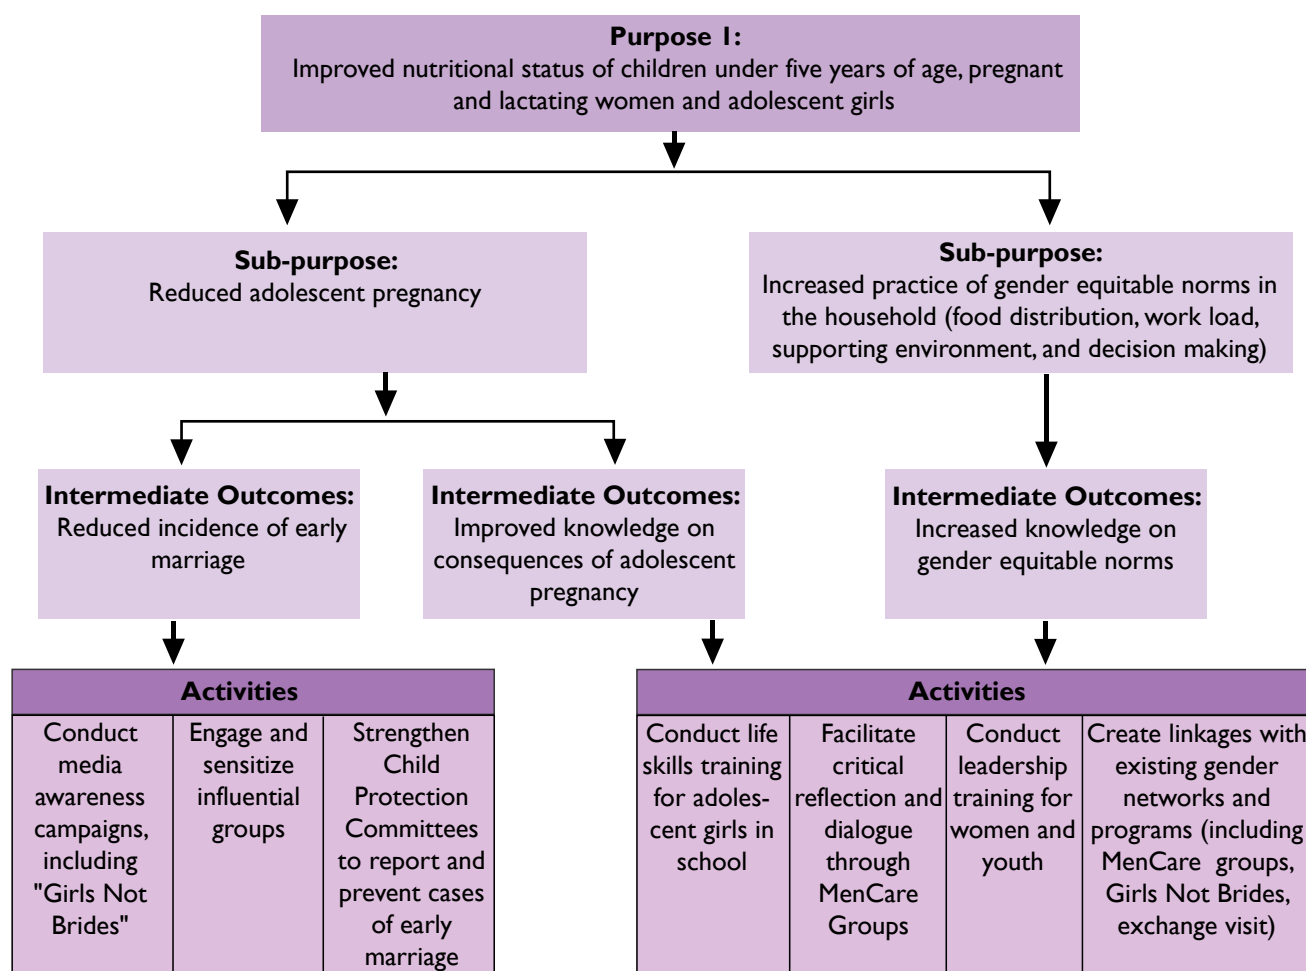 Purpose 1:
Improved nutritional status of children under five years of age, pregnant
and lactating women and adolescent girls
Sub-purpose:
Reduced adolescent pregnancy
Sub-purpose:
Increased practice of gender equitable norms in
the household (food distribution, work load,
supporting environment, and decision making)
Intermediate Outcomes:
Reduced incidence of early
marriage
Intermediate Outcomes:
Improved knowledge on
consequences of adolescent
pregnancy
Intermediate Outcomes:
Increased knowledge on
gender equitable norms
Activities
Conduct
media
awareness
campaigns,
including
"Girls Not
Brides"
Engage and
sensitize
influential
groups
Strengthen
Child
Protection
Committees
to report and
prevent cases
of early
marriage
Activities
Conduct life
skills training
for adoles-
cent girls in
school
Facilitate
critical
reflection and
dialogue
through
MenCare
Groups
Conduct
leadership
training for
women and
youth
Create linkages with
existing gender
networks and
programs (including
MenCare groups,
Girls Not Brides,
exchange visit)